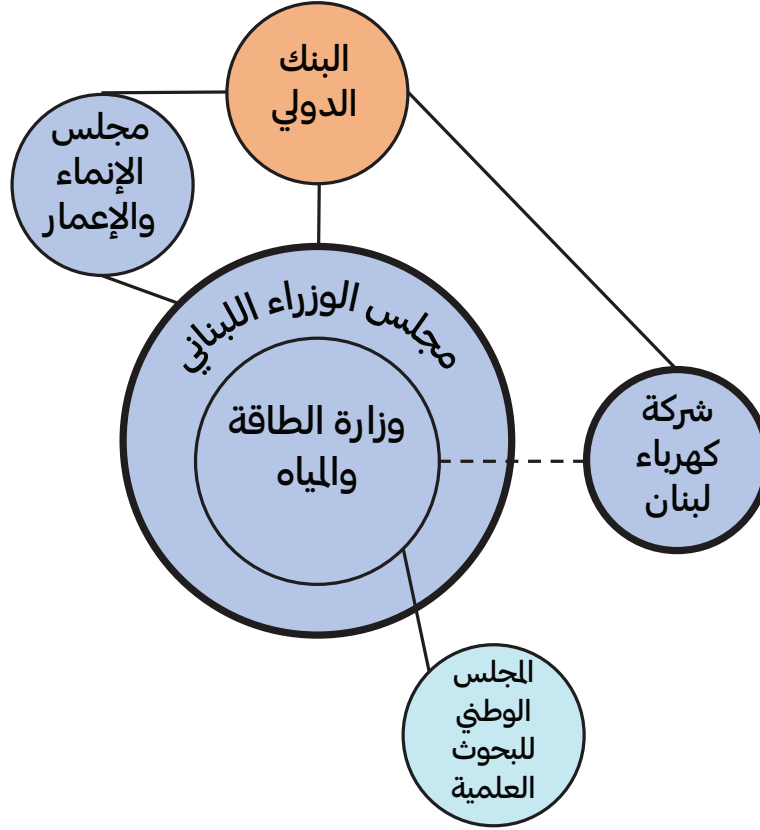 البنك
الدولي
مجلس
الإنماء
والإعمار
مجلس الوزراء اللبناني
وزارة الطاقة
والمياه
شركة
كهرباء
لبنان
المجلس
الوطني
للبحوث
العلمية